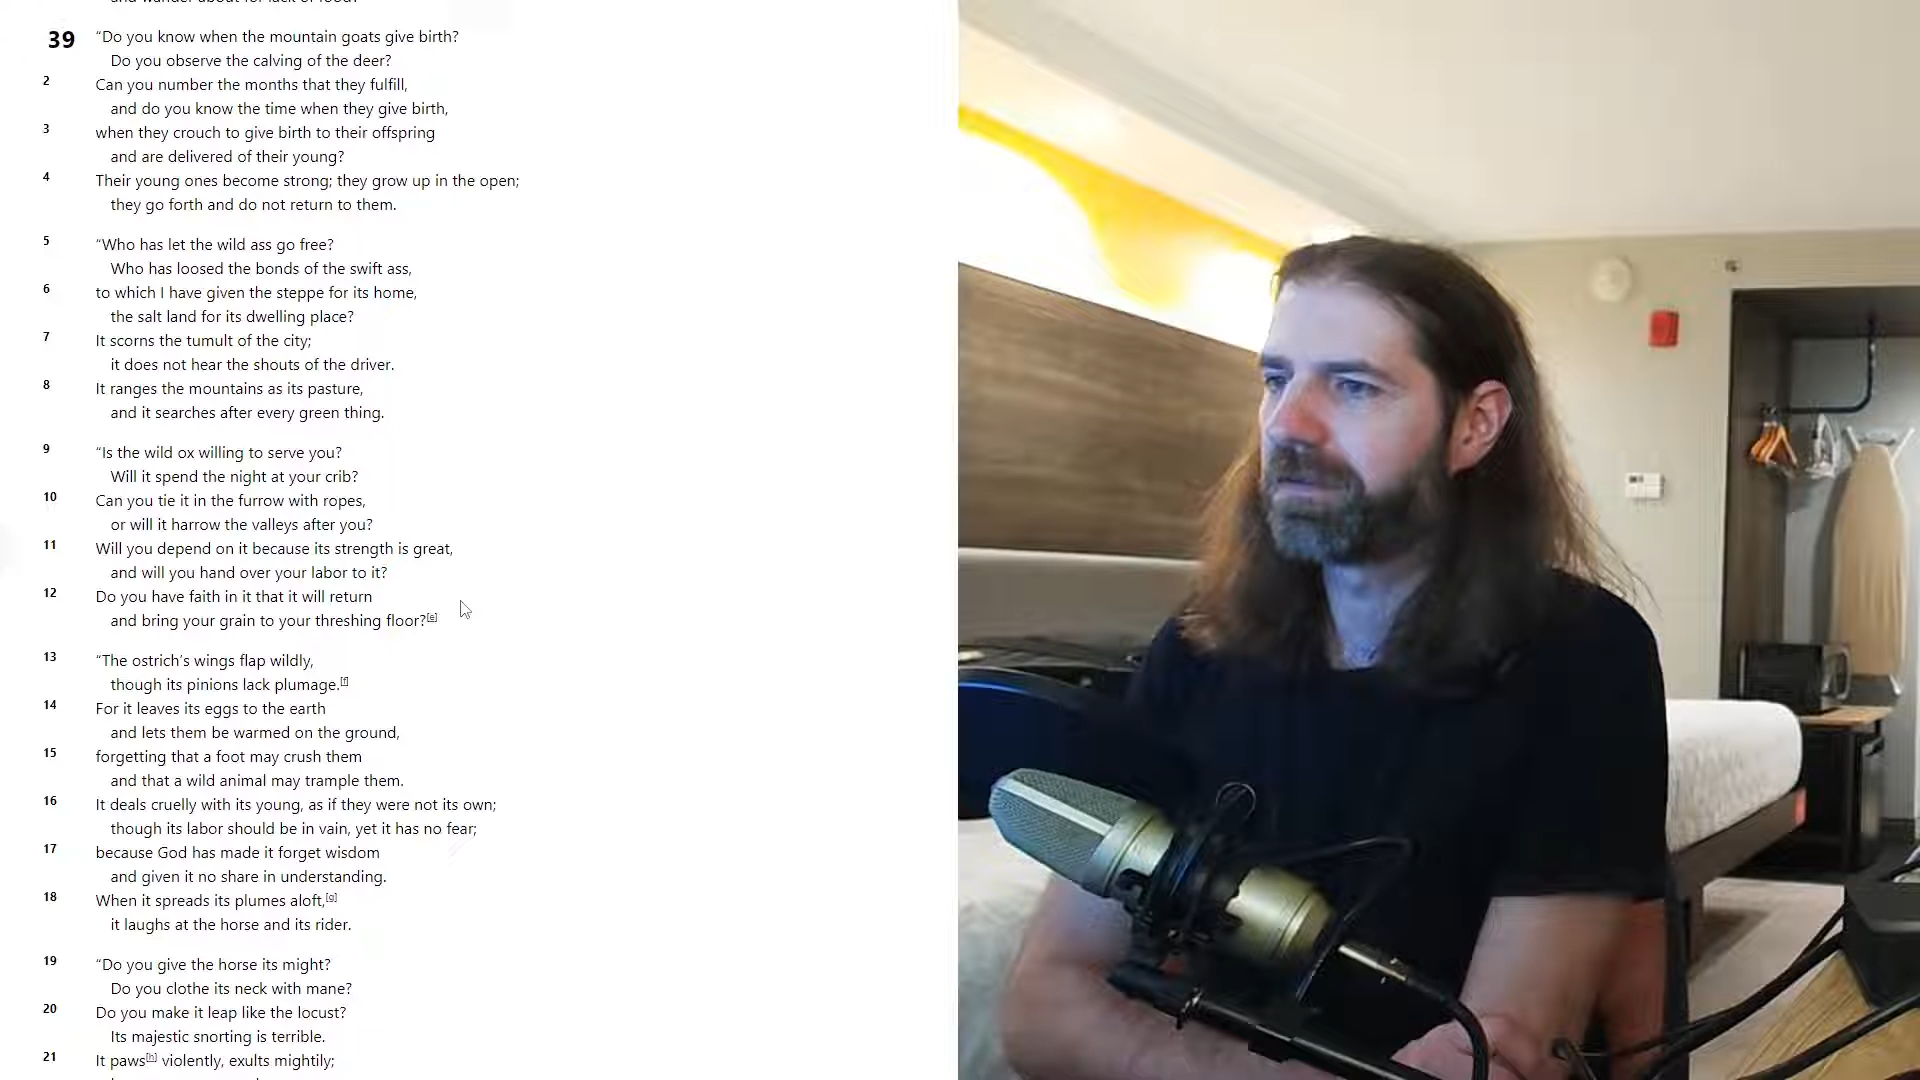 39 “Do you know when the mountain goats give birth?
Do you observe the calving of the deer?
2 Can you number the months that they fulfill,
and do you know the time when they give birth,
3 when they crouch to give birth to their offspring
and are delivered of their young?
4 Their young ones become strong; they grow up in the open;
they go forth and do not return to them.
5 “Who has let the wild ass go free?
Who has loosed the bonds of the swift ass,
6 to which I have given the steppe for its home,
the salt land for its dwelling place?
7 It scorns the tumult of the city;
it does not hear the shouts of the driver.
8 It ranges the mountains as its pasture,
and it searches after every green thing.
9 “Is the wild ox willing to serve you?
Will it spend the night at your crib?
10 Can you tie it in the furrow with ropes,
or will it harrow the valleys after you?
11 Will you depend on it because its strength is great,
and will you hand over your labor to it?
12 Do you have faith in it that it will return
and bring your grain to your threshing floor?[e]
13 “The ostrich’s wings flap wildly,
though its pinions lack plumage.[f]
14 For it leaves its eggs to the earth
and lets them be warmed on the ground,
15 forgetting that a foot may crush them
and that a wild animal may trample them.
16 It deals cruelly with its young, as if they were not its own;
though its labor should be in vain, yet it has no fear;
17 because God has made it forget wisdom
and given it no share in understanding.
18 When it spreads its plumes aloft,[g]
it laughs at the horse and its rider.
19 “Do you give the horse its might?
Do you clothe its neck with mane?
20 Do you make it leap like the locust?
Its majestic snorting is terrible.
21 It paws[h] violently, exults mightily;